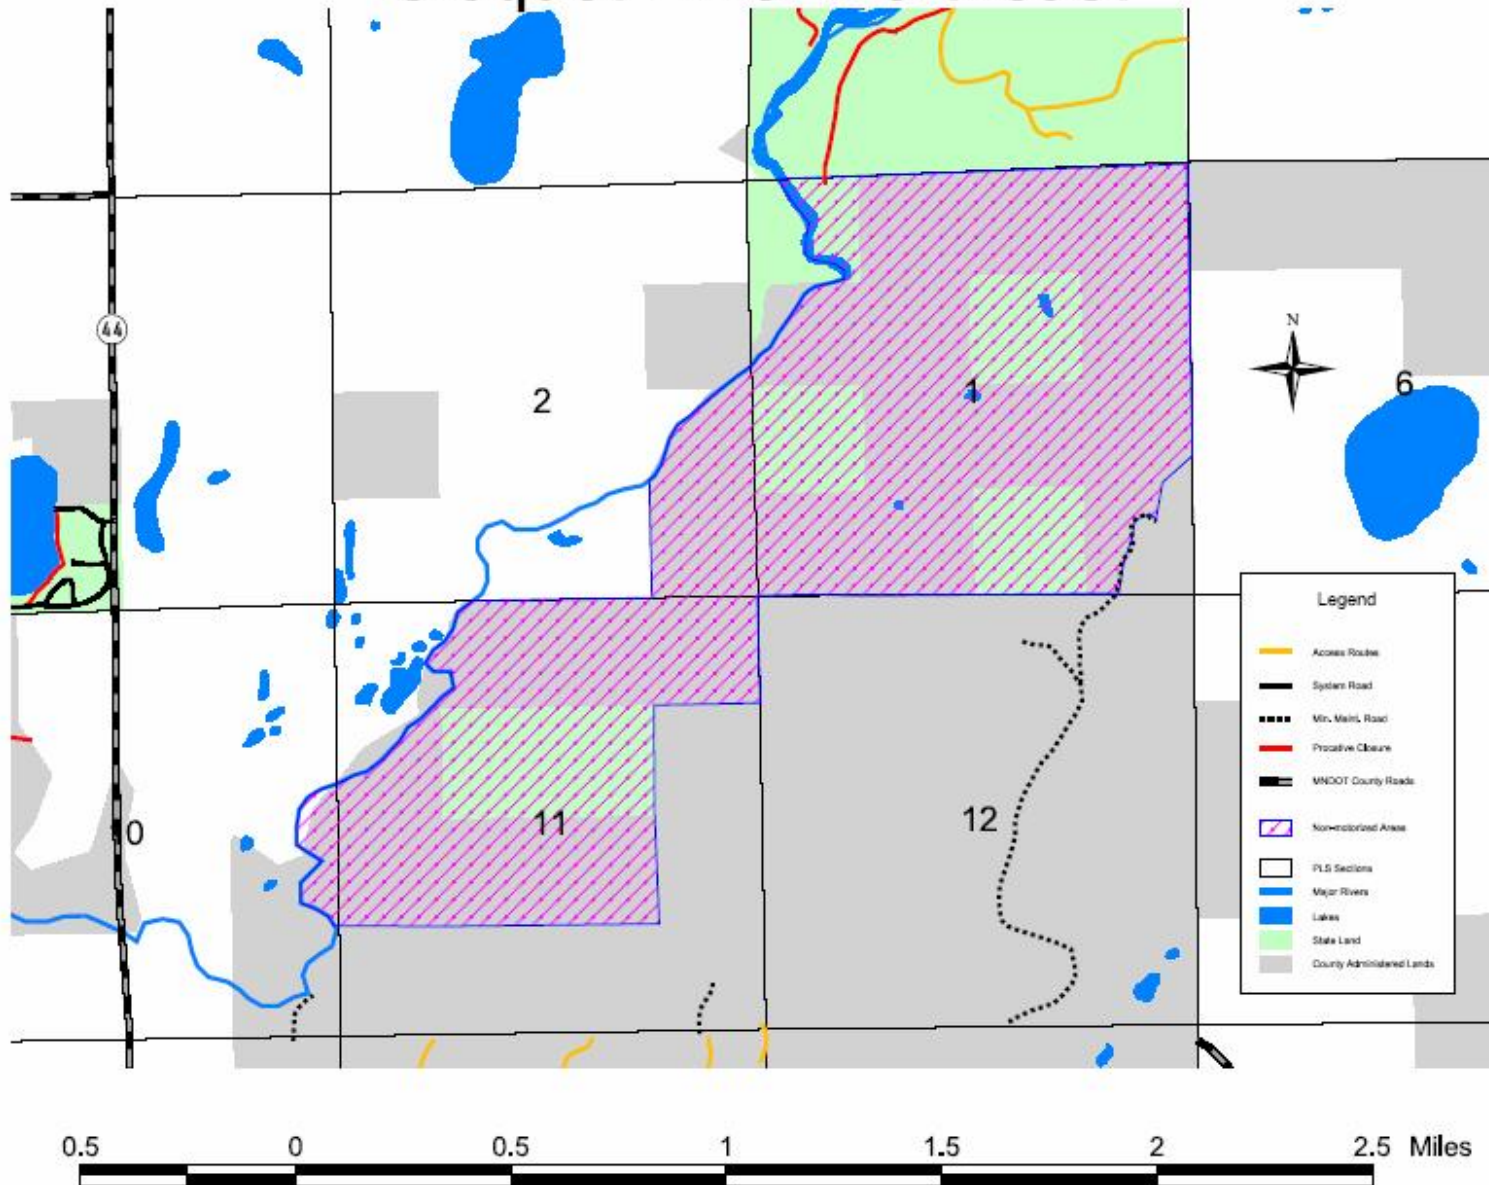 44
N
2
1
6
0
11
12
Legend
Access Routes
System Road
Min. Maint. Road
Procative Closure
MNDOT County Roads
Non-motorized Areas
PLS Sections
Major Rivers
Lakes
State Land
County Administered Lands
0.5 0 0.5 1 1.5 2 2.5 Miles